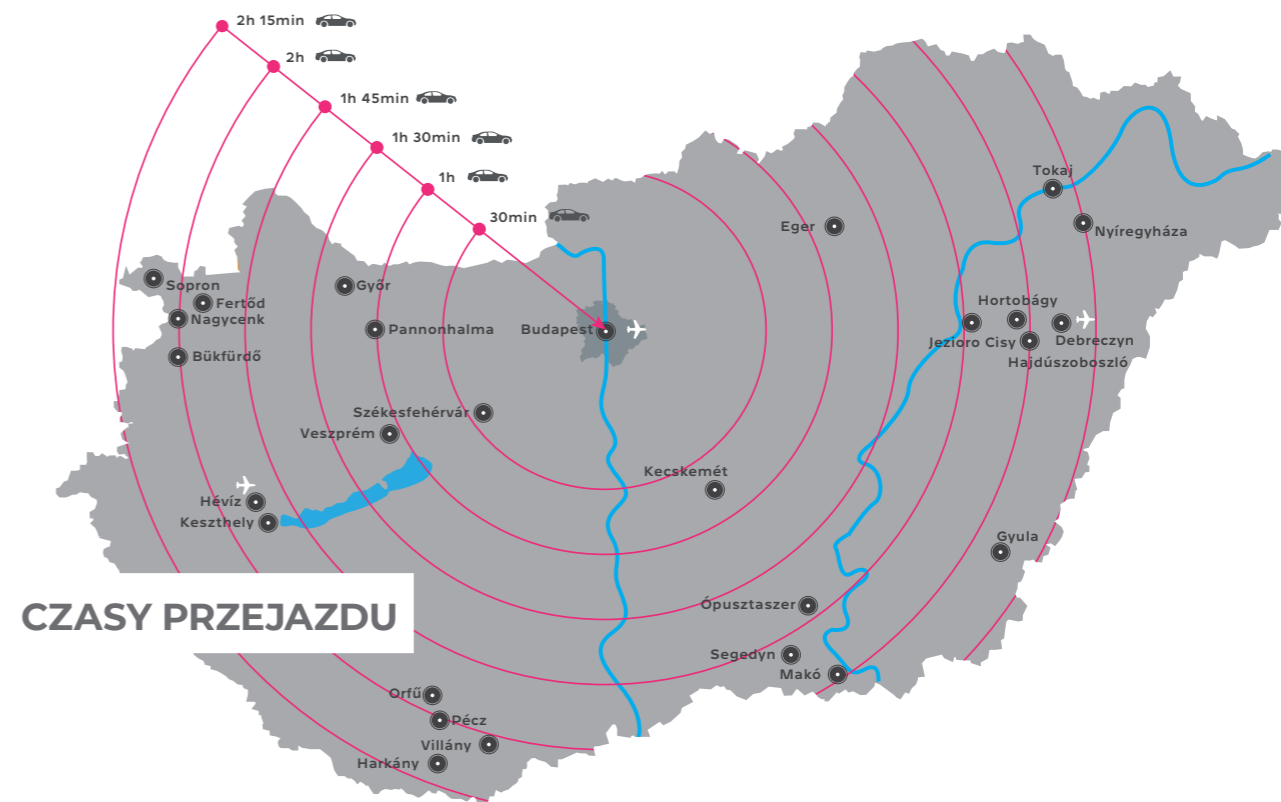 2h 15min
2h
1h 45min
1h 30min
1h
30min
Tokaj
Eger
Nyíregyháza
Sopron
Győr
Fertőd
Hortobágy
Nagycenk
Pannonhalma
Budapest
Jezioro Cisy
Debreczyn
Bükfürdő
Hajdúszoboszló
Székesfehérvár
Veszprém
Kecskemét
Hévíz
Keszthely
Gyula
CZASY PRZEJAZDU
Ópusztaszer
Segedyn
Makó
Orfű
Pécz
Villány
Harkány